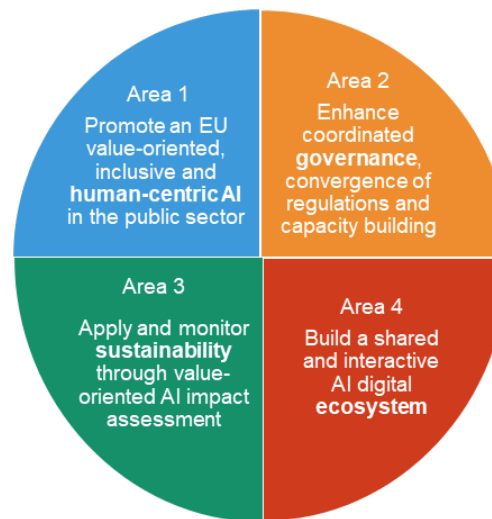 Area 1
Promote an EU
value-oriented,
inclusive and
human-centric AI
in the public sector
Area 2
Enhance
coordinated
governance,
convergence of
regulations and
capacity building
Area 3
Apply and monitor
sustainability
through value-
oriented AI impact
assessment
Area 4
Build a shared
and interactive
AI digital
ecosystem